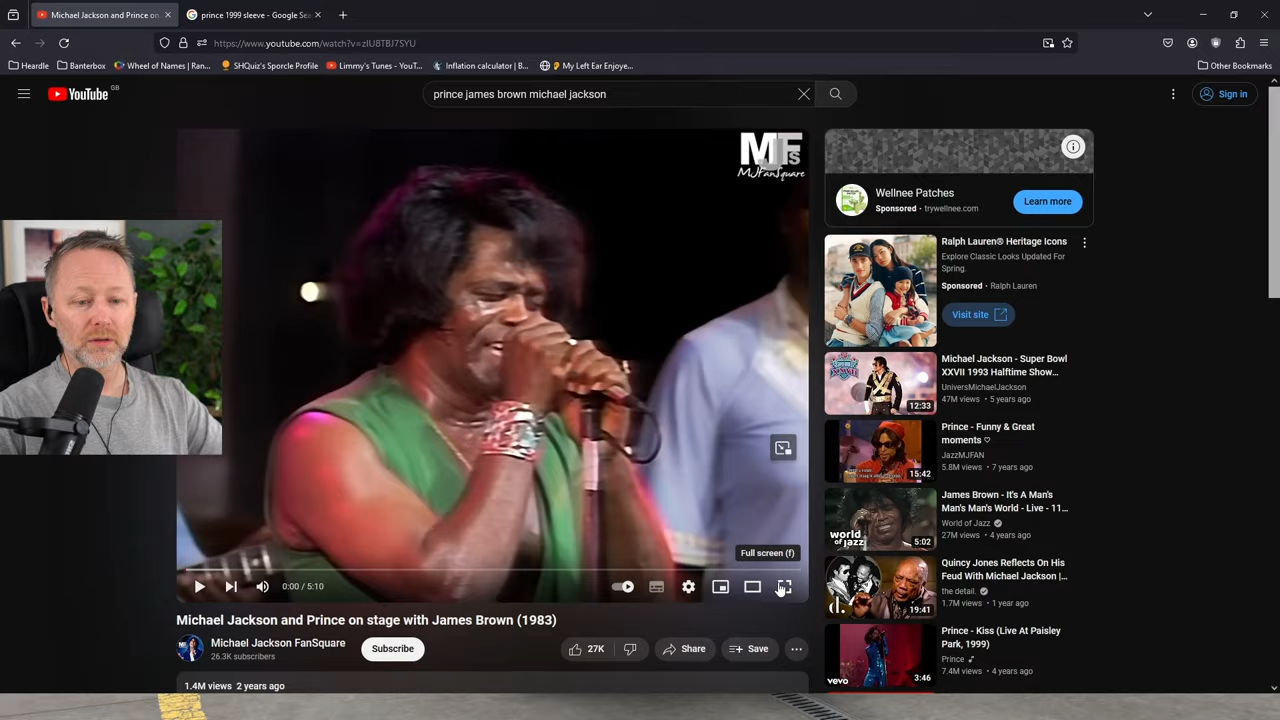 Michael Jackson and Prince on
prince 1999 sleeve - Google Sea
https://www.youtube.com/watch?v=zIU8TBJ7SYU
Heardle
Banterbox
Wheel of Names | Ran...
SHQuiz's Sporcle Profile
Limmy's Tunes - YouT...
Inflation calculator | B...
My Left Ear Enjoye...
Other Bookmarks
YouTube GB
prince james brown michael jackson
Sign in
MJFs
MJFanSquare
Full screen (f)
0:00 / 5:10
Michael Jackson and Prince on stage with James Brown (1983)
Michael Jackson FanSquare
26.3K subscribers
Subscribe
27K
Share
Save
1.4M views 2 years ago
Wellnee Patches
Sponsored • trywellnee.com
Learn more
Ralph Lauren® Heritage Icons
Explore Classic Looks Updated For
Spring.
Sponsored • Ralph Lauren
Visit site
Michael Jackson - Super Bowl
XXVII 1993 Halftime Show...
UniversMichaelJackson
47M views • 5 years ago
12:33
Prince - Funny & Great
moments ♡
JazzMJFAN
5.8M views • 7 years ago
15:42
James Brown - It's A Man's
Man's Man's World - Live - 11...
World of Jazz
27M views • 4 years ago
world of
jazz
5:02
Quincy Jones Reflects On His
Feud With Michael Jackson |...
the detail.
1.7M views • 1 year ago
d.
19:41
Prince - Kiss (Live At Paisley
Park, 1999)
Prince
7.4M views • 4 years ago
vevo
3:46